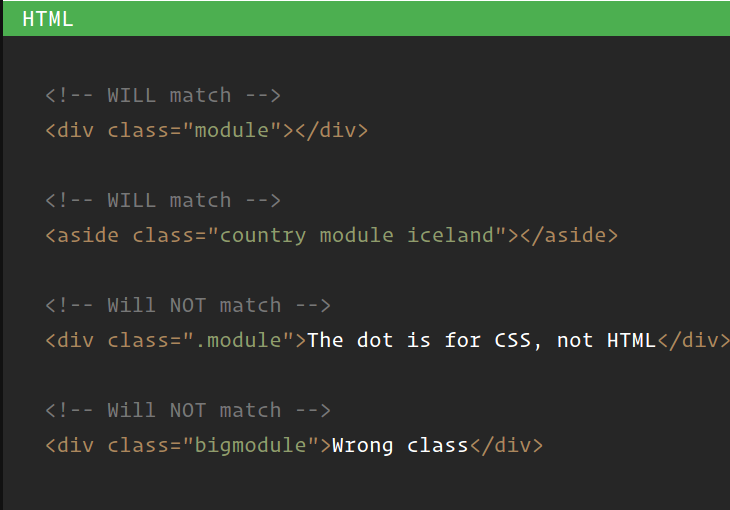 HTML
<!-- WILL match -->
<div class="module"></div>
<!-- WILL match -->
<aside class="country module iceland"></aside>
<!-- Will NOT match -->
<div class=".module">The dot is for CSS, not HTML</div>
<!-- Will NOT match -->
<div class="bigmodule">Wrong class</div>